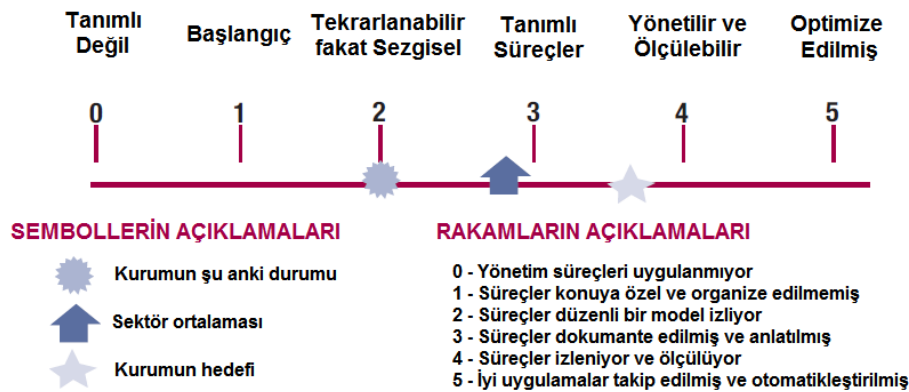 Tanımlı Değil
Başlangıç
Tekrarlanabilir fakat Sezgisel
Tanımlı Süreçler
Yönetilir ve Ölçülebilir
Optimize Edilmiş
0 1 2 3 4 5
SEMBOLLERİN AÇIKLAMALARI
Kurumun şu anki durumu
Sektör ortalaması
Kurumun hedefi
RAKAMLARIN AÇIKLAMALARI
0 - Yönetim süreçleri uygulanmıyor
1 - Süreçler konuya özel ve organize edilmemiş
2 - Süreçler düzenli bir model izliyor
3 - Süreçler dokumante edilmiş ve anlatılmış
4 - Süreçler izleniyor ve ölçülüyor
5 - İyi uygulamalar takip edilmiş ve otomatikleştirilmiş